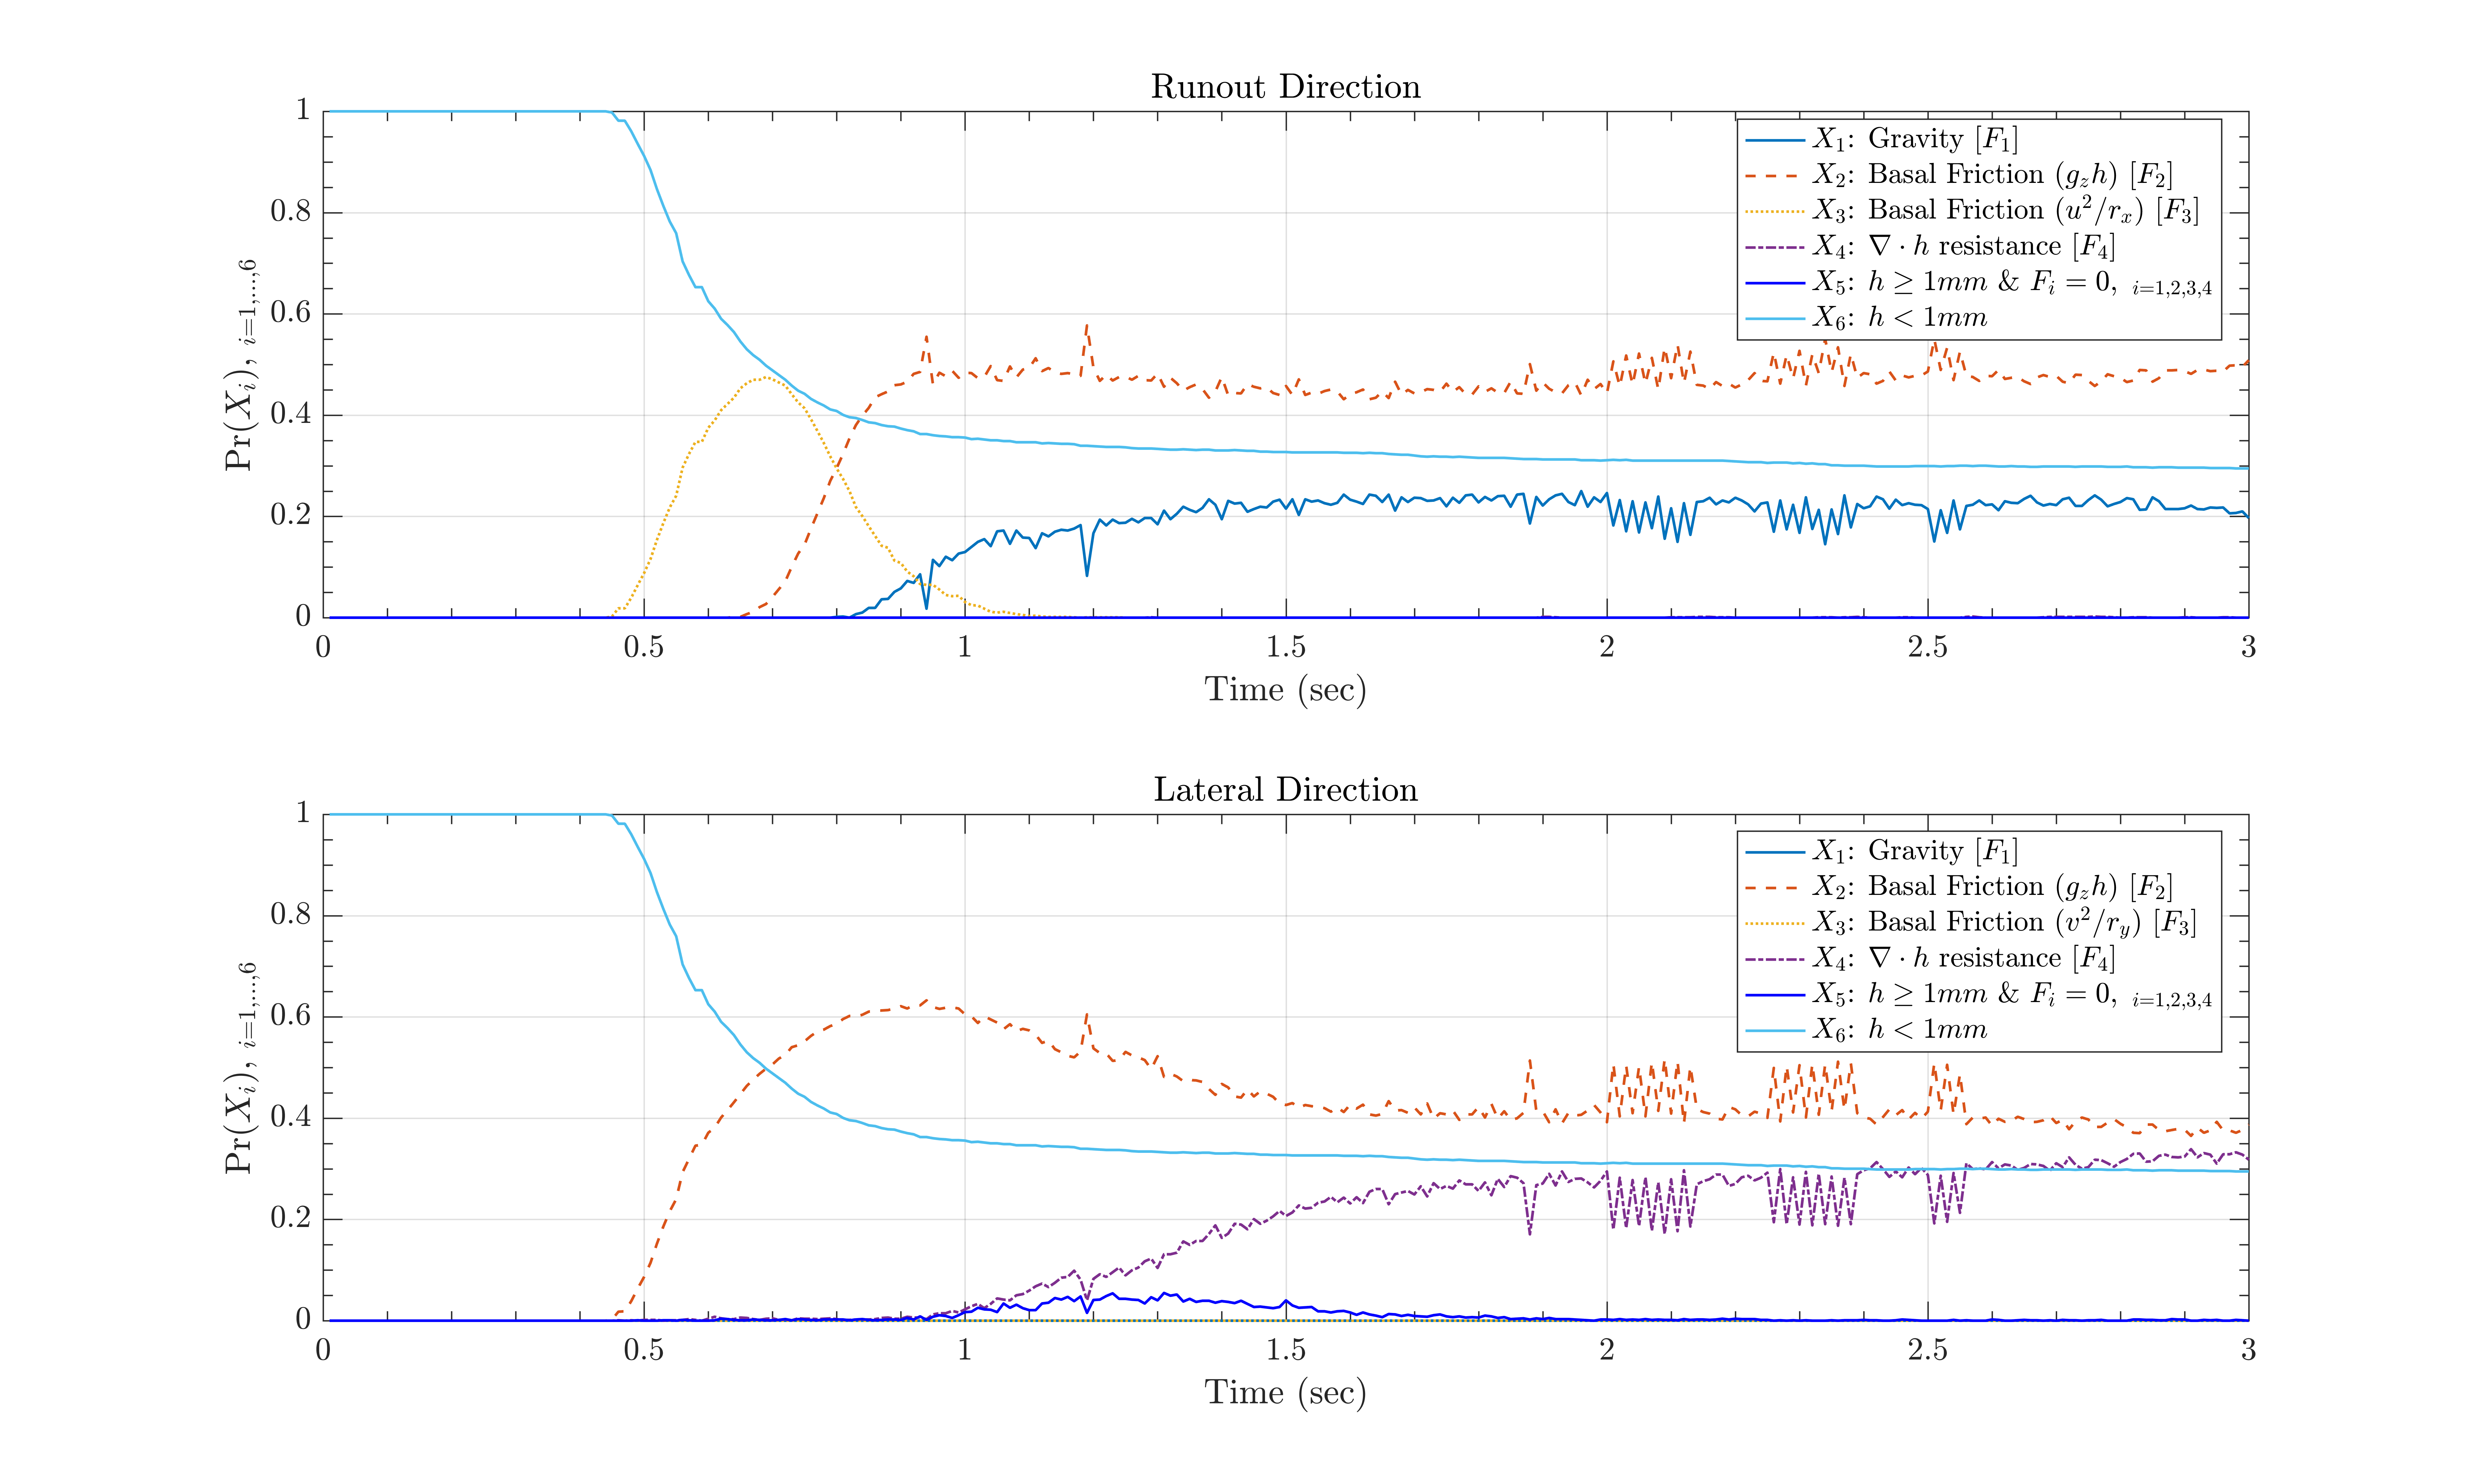 Runout Direction
1
0.8
0.6
0.4
0.2
0
Pr(X_i), i=1,...,6
X_1: Gravity [F_1]
X_2: Basal Friction (g_z h) [F_2]
X_3: Basal Friction (u^2/r_x) [F_3]
X_4: ∇ · h resistance [F_4]
X_5: h ≥ 1mm & F_i = 0, i=1,2,3,4
X_6: h < 1mm
0 0.5 1 1.5 2 2.5 3
Time (sec)
Lateral Direction
1
0.8
0.6
0.4
0.2
0
Pr(X_i), i=1,...,6
X_1: Gravity [F_1]
X_2: Basal Friction (g_z h) [F_2]
X_3: Basal Friction (v^2/r_y) [F_3]
X_4: ∇ · h resistance [F_4]
X_5: h ≥ 1mm & F_i = 0, i=1,2,3,4
X_6: h < 1mm
0 0.5 1 1.5 2 2.5 3
Time (sec)